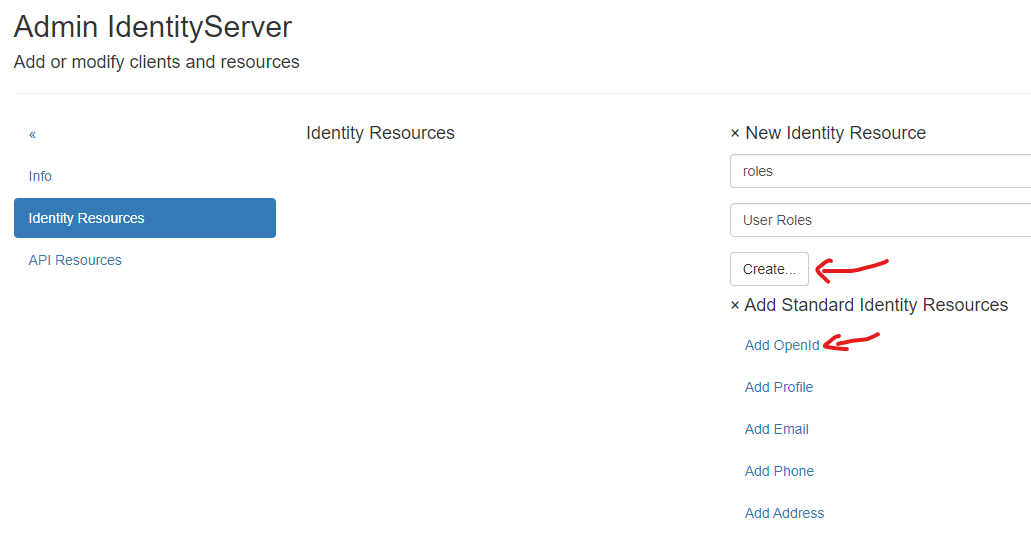 Admin IdentityServer
Add or modify clients and resources
«
Info
Identity Resources
API Resources
Identity Resources
× New Identity Resource
roles
User Roles
Create...
× Add Standard Identity Resources
Add OpenId
Add Profile
Add Email
Add Phone
Add Address